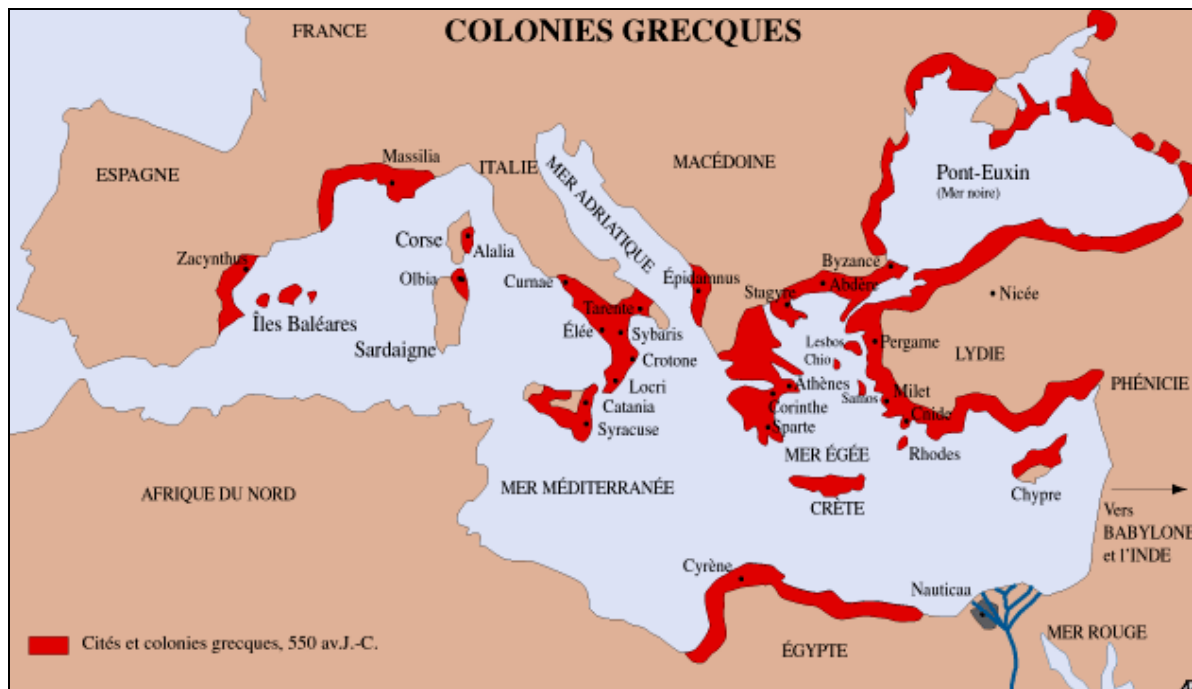 COLONIES GRECQUES
FRANCE
ESPAGNE
Massilia
ITALIE
MER ADRIATIQUE
MACÉDOINE
Pont-Euxin
(Mer noire)
Zacynthus
Corse
Alalia
Olbia
Curnae
Îles Baléares
Sardaigne
Tarente
Élée
Sybaris
Crotone
Locri
Catania
Syracuse
Épidamnus
Stagyre
Byzance
Abdère
Nicée
Lesbos
Chio
Pergame
LYDIE
PHÉNICIE
Athènes
Samos
Milet
Corinthe
Cnide
Sparte
MER ÉGÉE
Rhodes
CRÈTE
Chypre
AFRIQUE DU NORD
MER MÉDITERRANÉE
Vers
BABYLONE
et l'INDE
Cyrène
Nauticaa
Cités et colonies grecques, 550 av.J.-C.
ÉGYPTE
MER ROUGE